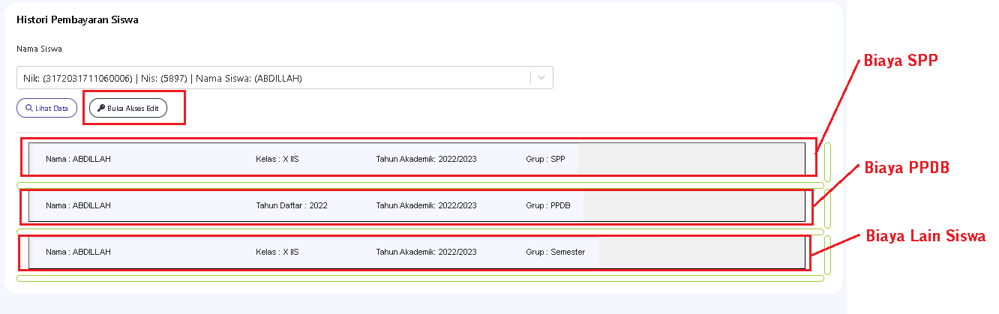 Histori Pembayaran Siswa
Nama Siswa
Nik: (3172031711060006) | Nis: (5897) | Nama Siswa: (ABDILLAH)
Lihat Data Buka Akses Edit
Nama : ABDILLAH Kelas : X IIS Tahun Akademik: 2022/2023 Grup : SPP
Nama : ABDILLAH Tahun Daftar : 2022 Tahun Akademik: 2022/2023 Grup : PPDB
Nama : ABDILLAH Kelas : X IIS Tahun Akademik: 2022/2023 Grup : Semester
Biaya SPP
Biaya PPDB
Biaya Lain Siswa